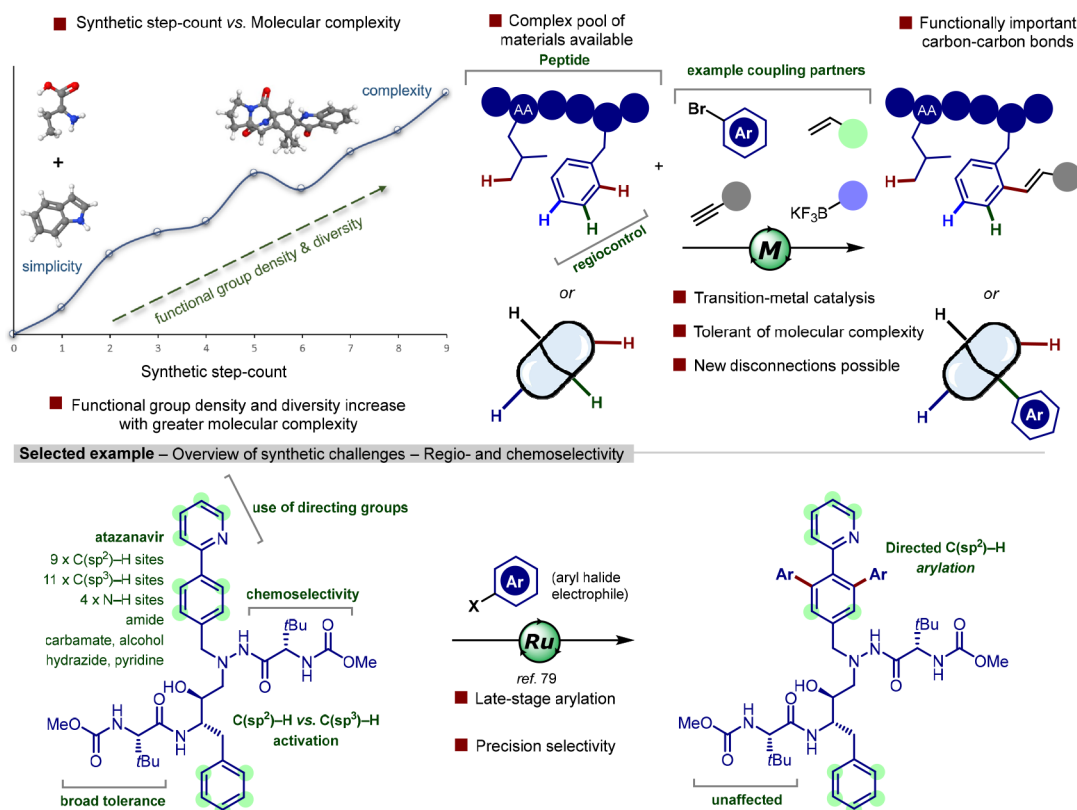 Synthetic step-count vs. Molecular complexity
complexity
+
simplicity
functional group density & diversity
0 1 2 3 4 5 6 7 8 9
Synthetic step-count
Functional group density and diversity increase
with greater molecular complexity
Complex pool of
materials available
Peptide
AA
H
H
H
H
regiocontrol
or
H
H
H
H
+
example coupling partners
Br
Ar
KF3B
M
Transition-metal catalysis
Tolerant of molecular complexity
New disconnections possible
Functionally important
carbon-carbon bonds
AA
H
H
H
or
H
H
H
Ar
Selected example – Overview of synthetic challenges – Regio- and chemoselectivity
use of directing groups
N
atazanavir
9 x C(sp2)–H sites
11 x C(sp3)–H sites
4 x N–H sites
amide
carbamate, alcohol
hydrazide, pyridine
chemoselectivity
tBu
O
N
NH
N
H
OMe
O
HO
MeO
H
N
O
N
H
O
tBu
C(sp2)–H vs. C(sp3)–H
activation
broad tolerance
Ar
X
(aryl halide
electrophile)
Ru
ref. 79
Late-stage arylation
Precision selectivity
N
Directed C(sp2)–H
arylation
Ar
Ar
tBu
O
N
NH
N
H
OMe
O
HO
MeO
H
N
O
N
H
O
tBu
unaffected